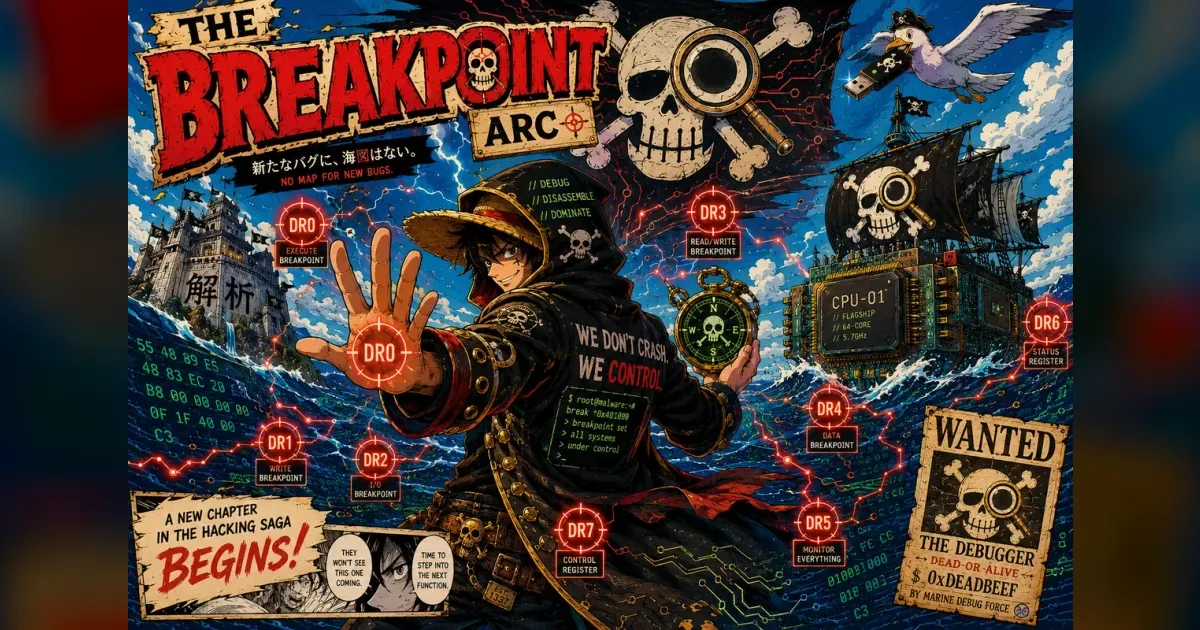 THE
BREAKPOINT
ARC
新たなバグに、海図はない。
NO MAP FOR NEW BUGS.
// DEBUG
// DISASSEMBLE
// DOMINATE
DR0
EXECUTE
BREAKPOINT
DR3
READ/WRITE
BREAKPOINT
解析
CPU-01
// FLAGSHIP
// 64-CORE
// 5.7GHz
N
W
E
S
DR6
STATUS
REGISTER
DR0
WE DON'T CRASH.
WE CONTROL.
$ root@malware:~#
break *0x401000
> breakpoint set
> all systems
> under control
>_
55 48 89 E5
48 83 EC 20
B8 00 00 00 00
0F 1F 40 00
C3
DR1
WRITE
BREAKPOINT
DR2
I/O
BREAKPOINT
DR4
DATA
BREAKPOINT
DR5
MONITOR
EVERYTHING
DR7
CONTROL
REGISTER
WANTED
THE DEBUGGER
DEAD-OR-ALIVE
$ 0xDEADBEEF
BY MARINE DEBUG FORCE
A NEW CHAPTER
IN THE HACKING SAGA
BEGINS!
THEY
WON'T SEE
THIS ONE
COMING.
TIME TO
STEP INTO
THE NEXT
FUNCTION.
EST.
1337